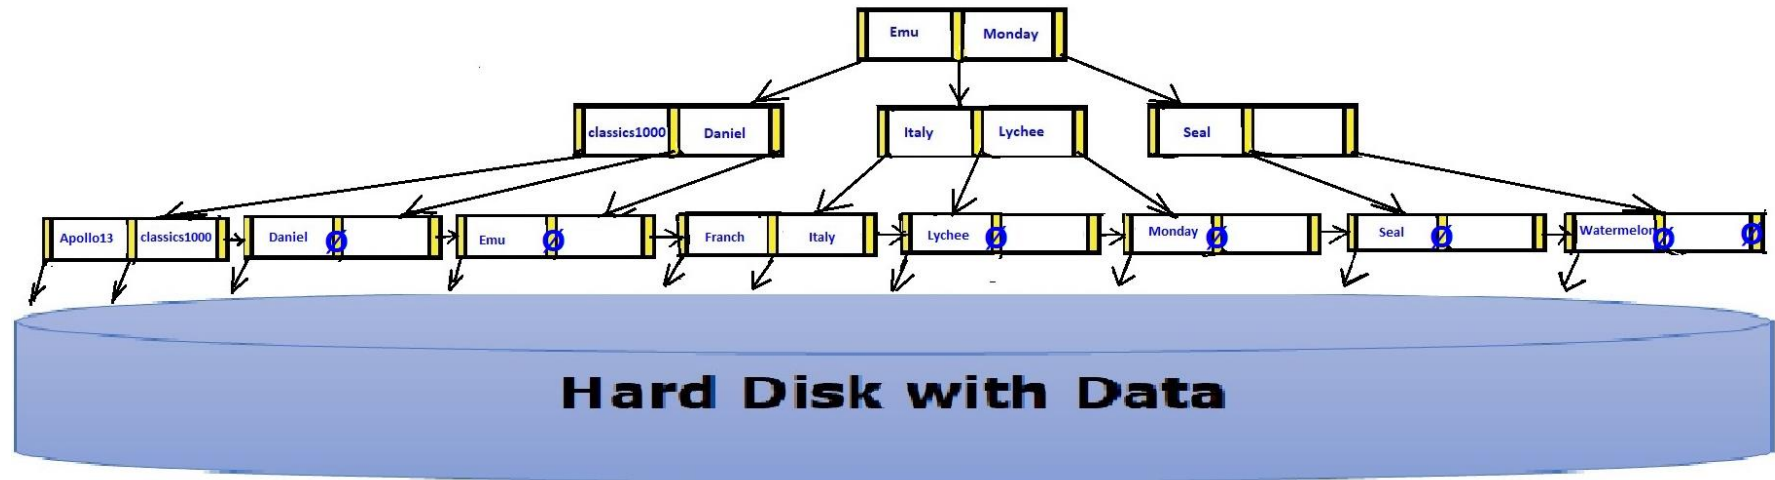 Emu Monday
classics1000 Daniel Italy Lychee Seal
Apollo13 classics1000 Daniel Ø Emu Ø Franch Italy Lychee Ø Monday Ø Seal Ø Watermelon Ø Ø
Hard Disk with Data